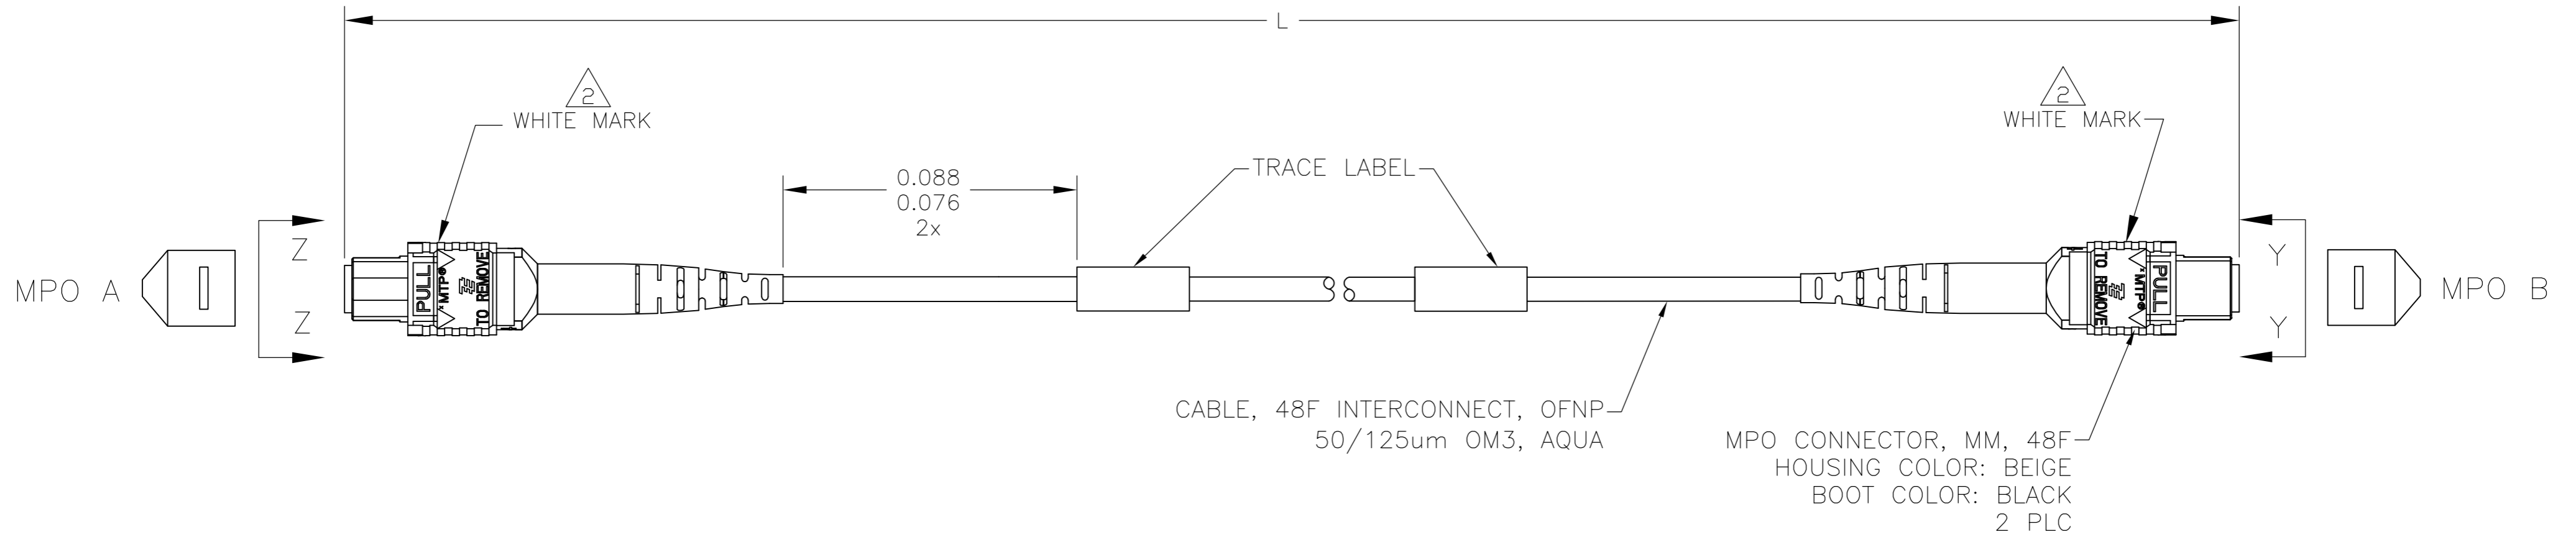 L
2
WHITE MARK
2
WHITE MARK
0.088
0.076
2x
TRACE LABEL
Z
Z
Y
Y
MPO A
MPO B
PULL
MTP®
TO REMOVE
TO REMOVE
MTP®
PULL
CABLE, 48F INTERCONNECT, OFNP
50/125um OM3, AQUA
MPO CONNECTOR, MM, 48F
HOUSING COLOR: BEIGE
BOOT COLOR: BLACK
2 PLC